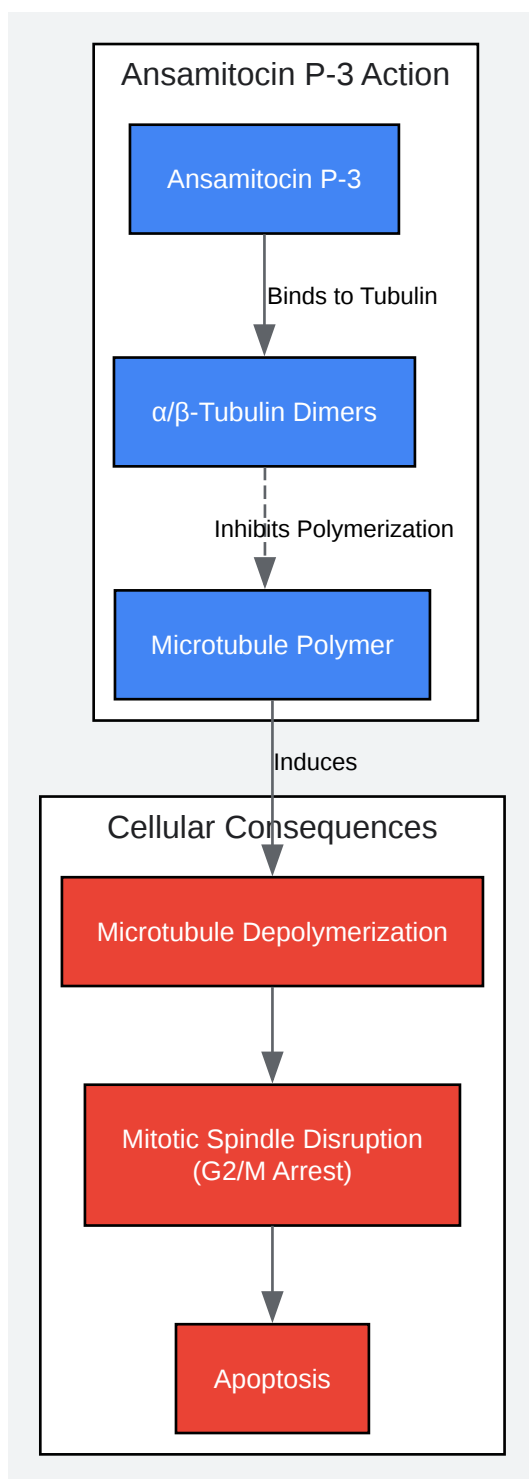 Ansamitocin P-3 Action
Ansamitocin P-3
Binds to Tubulin
α/β-Tubulin Dimers
Inhibits Polymerization
Microtubule Polymer
Induces
Cellular Consequences
Microtubule Depolymerization
Mitotic Spindle Disruption
(G2/M Arrest)
Apoptosis